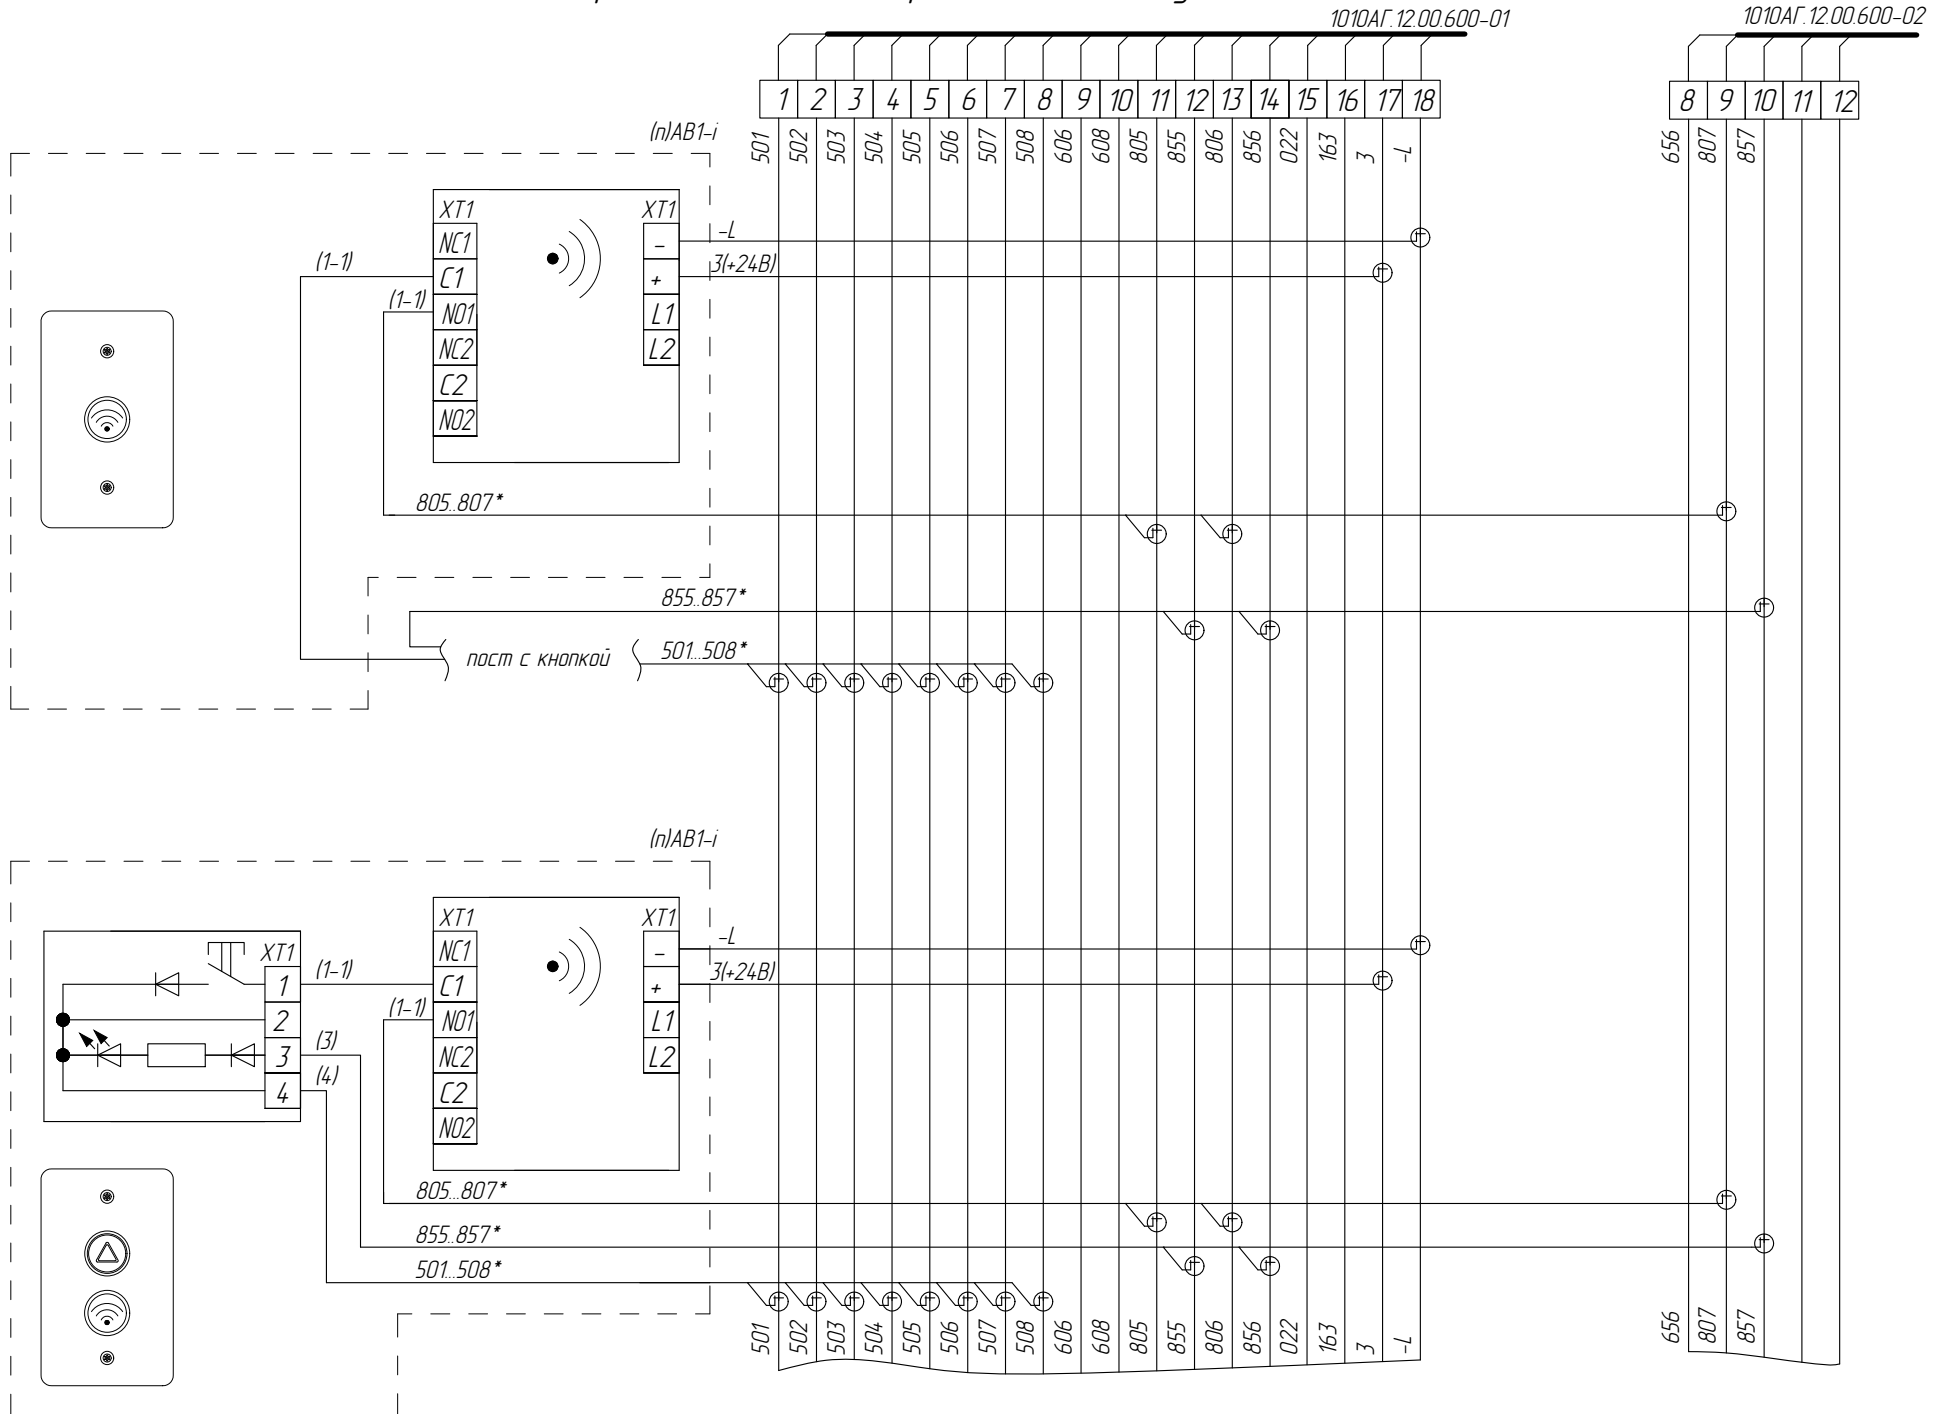 1010АГ.12.00.600-01
1010АГ.12.00.600-02
1 2 3 4 5 6 7 8 9 10 11 12 13 14 15 16 17 18
8 9 10 11 12
501 502 503 504 505 506 507 508 606 608 805 855 806 856 022 163 3 -L
656 807 857
(п)АВ1-i
XT1
NC1
C1
NO1
NC2
C2
NO2
XT1
-
+
L1
L2
-L
3(+24В)
(1-1)
(1-1)
805..807*
855..857*
пост с кнопкой
501...508*
(п)АВ1-i
XT1
1
2
3
4
(1-1)
(1-1)
(3)
(4)
XT1
NC1
C1
NO1
NC2
C2
NO2
XT1
-
+
L1
L2
-L
3(+24В)
805...807*
855...857*
501...508*
501 502 503 504 505 506 507 508 606 608 805 855 806 856 022 163 3 -L
656 807 857